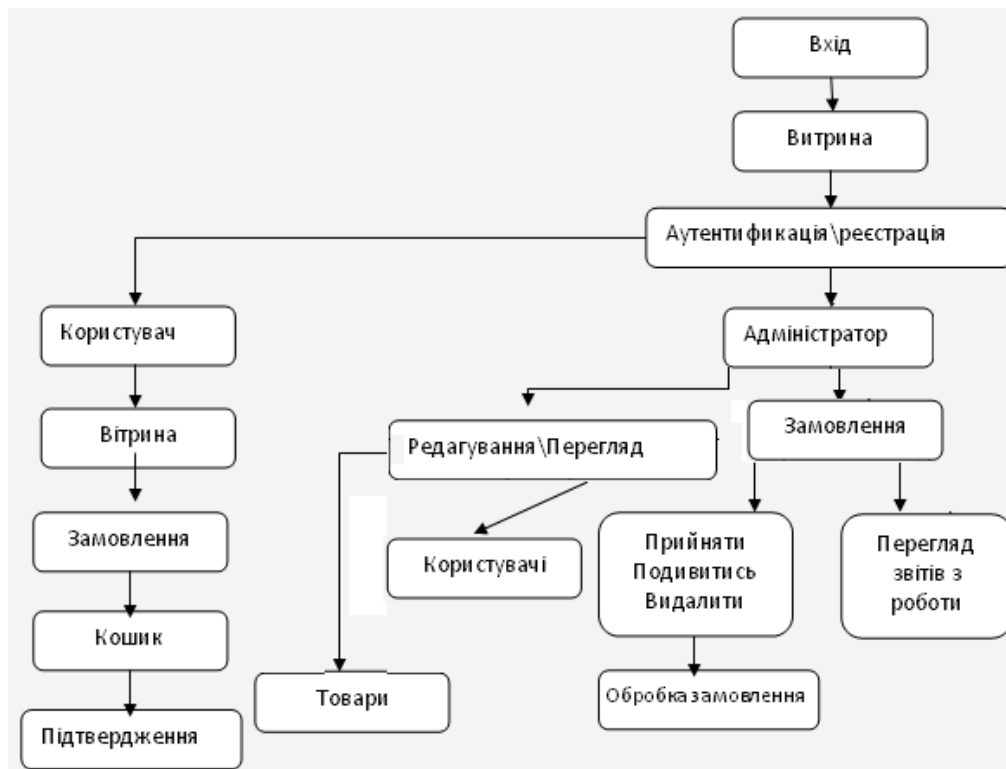 Вхід
Витрина
Аутентификація\реєстрація
Користувач
Адміністратор
Вітрина
Редагування\Перегляд
Замовлення
Замовлення
Користувачі
Прийняти
Подивитись
Видалити
Перегляд
звітів з
роботи
Кошик
Товари
Обробка замовлення
Підтвердження